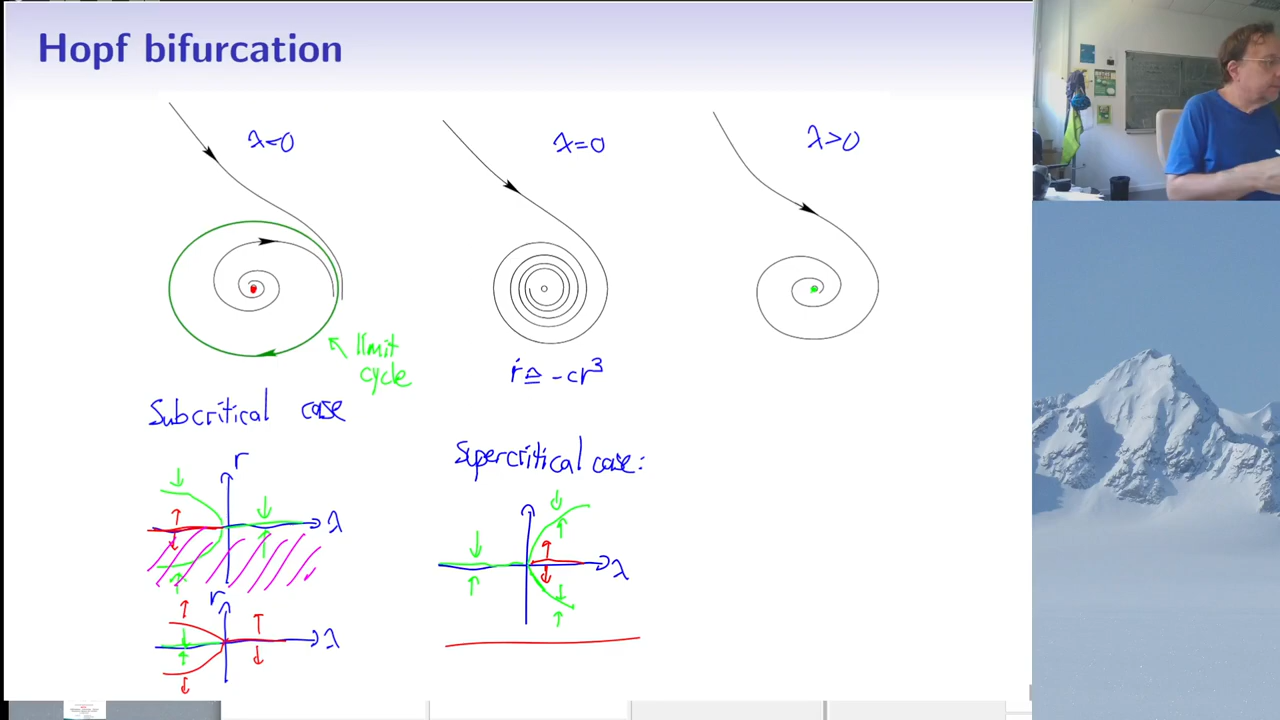 Hopf bifurcation
λ<0
λ=0
λ>0
limit
cycle
ṙ ≙ -cr³
Subcritical case
Supercritical case:
r
λ
λ
r
λ